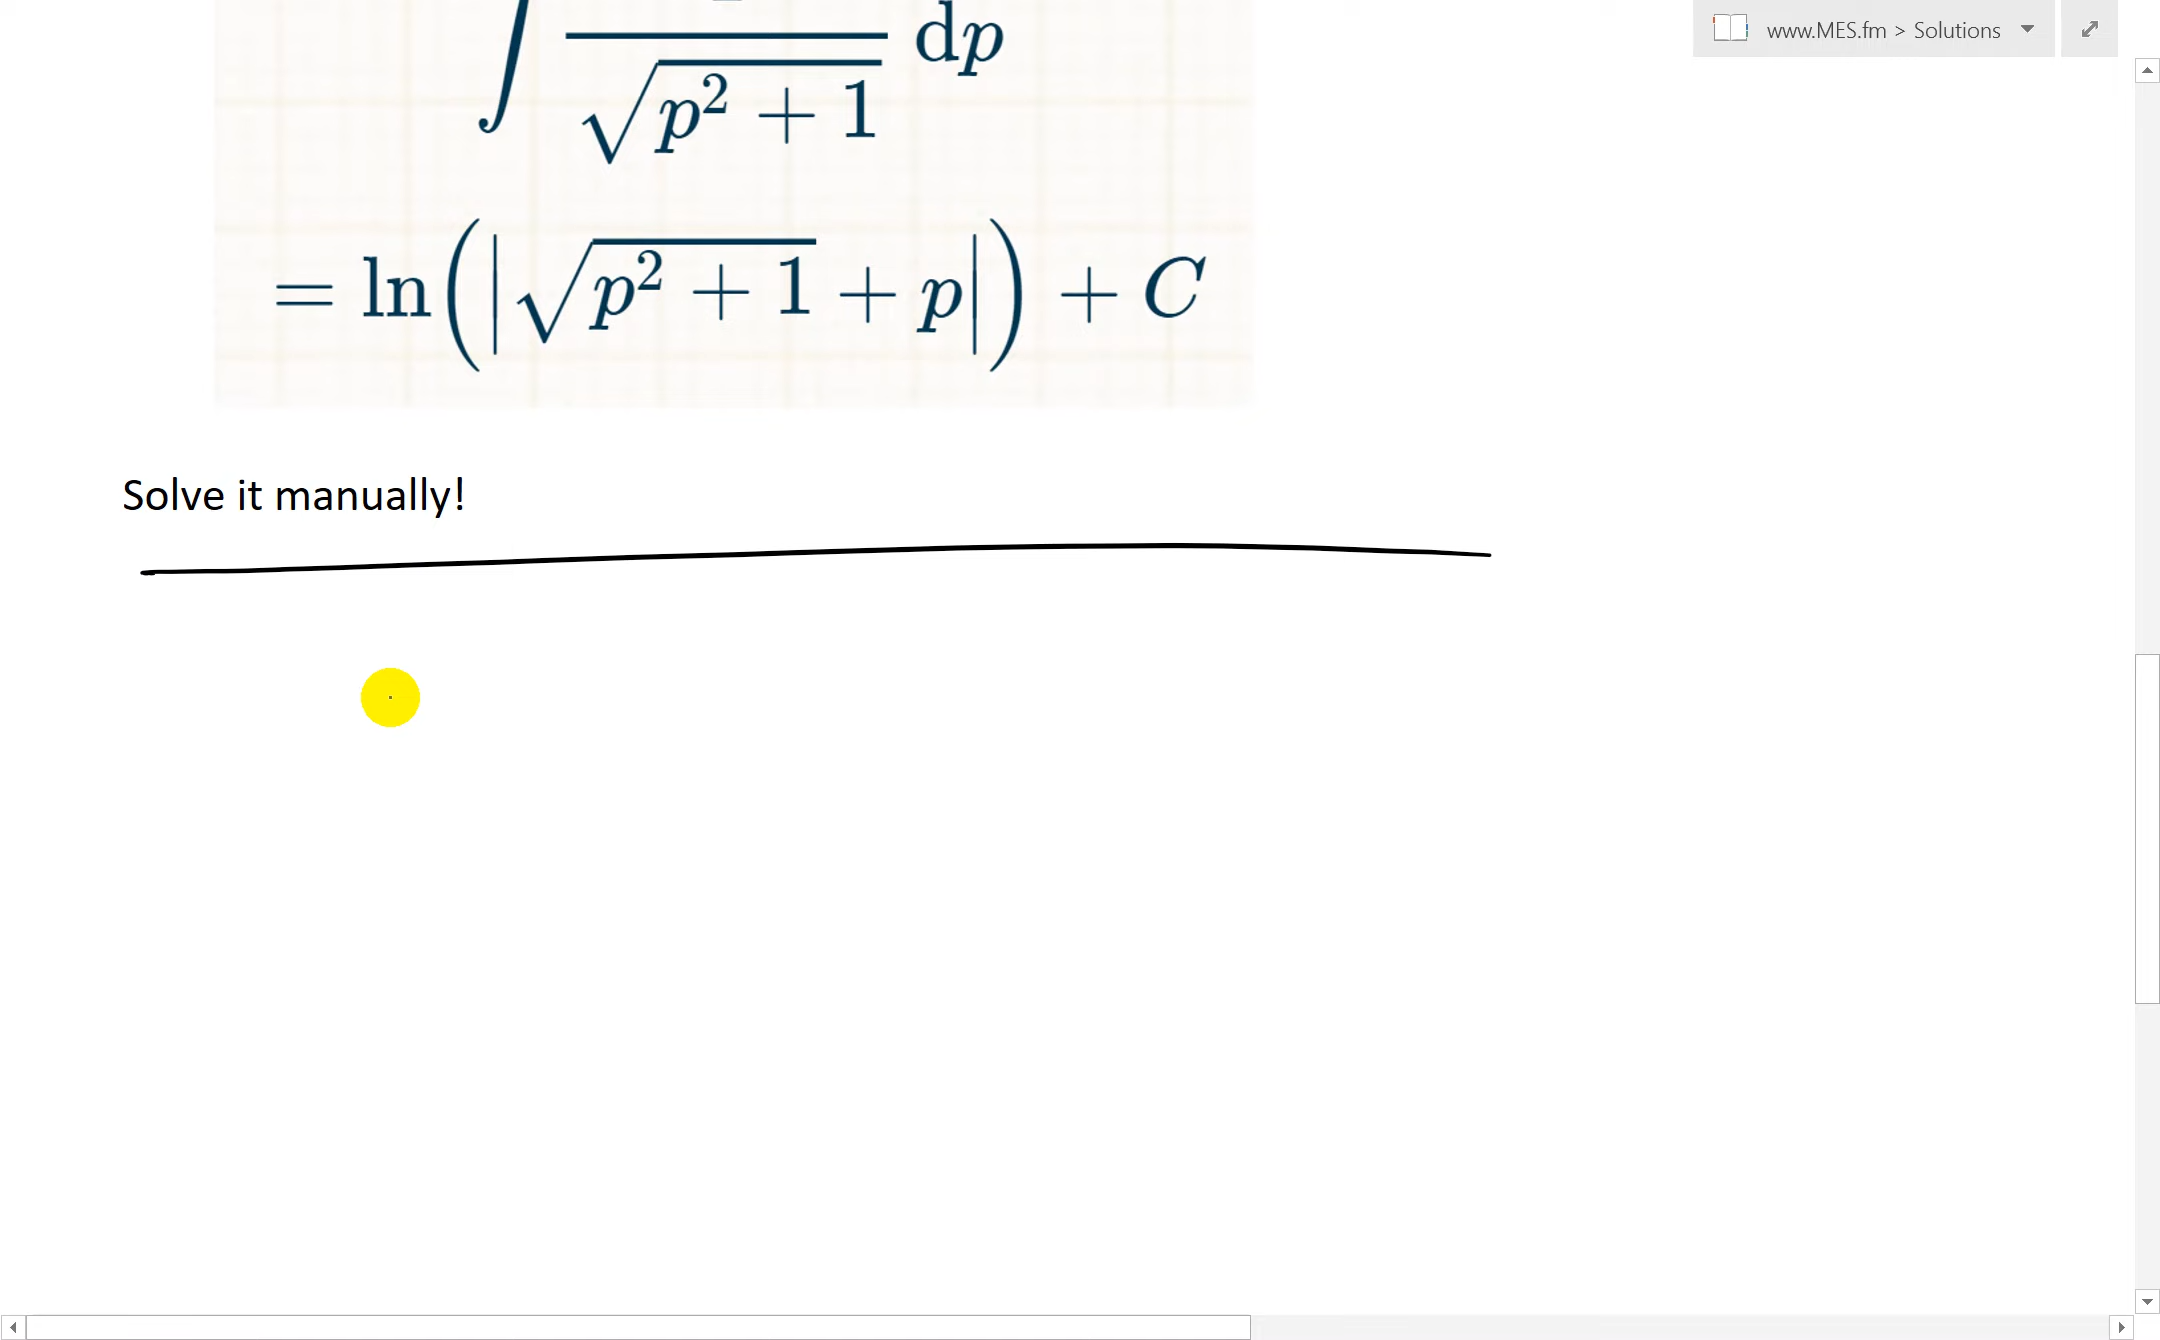 www.MES.fm > Solutions
∫ ─── dp
√(p² + 1)
= ln(|√(p² + 1) + p|) + C
Solve it manually!